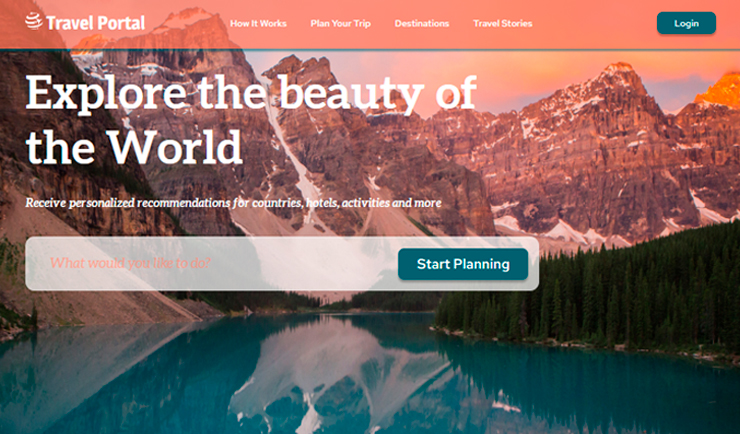 Travel Portal
How It Works
Plan Your Trip
Destinations
Travel Stories
Login
Explore the beauty of
the World
Receive personalized recommendations for countries, hotels, activities and more
What would you like to do?
Start Planning